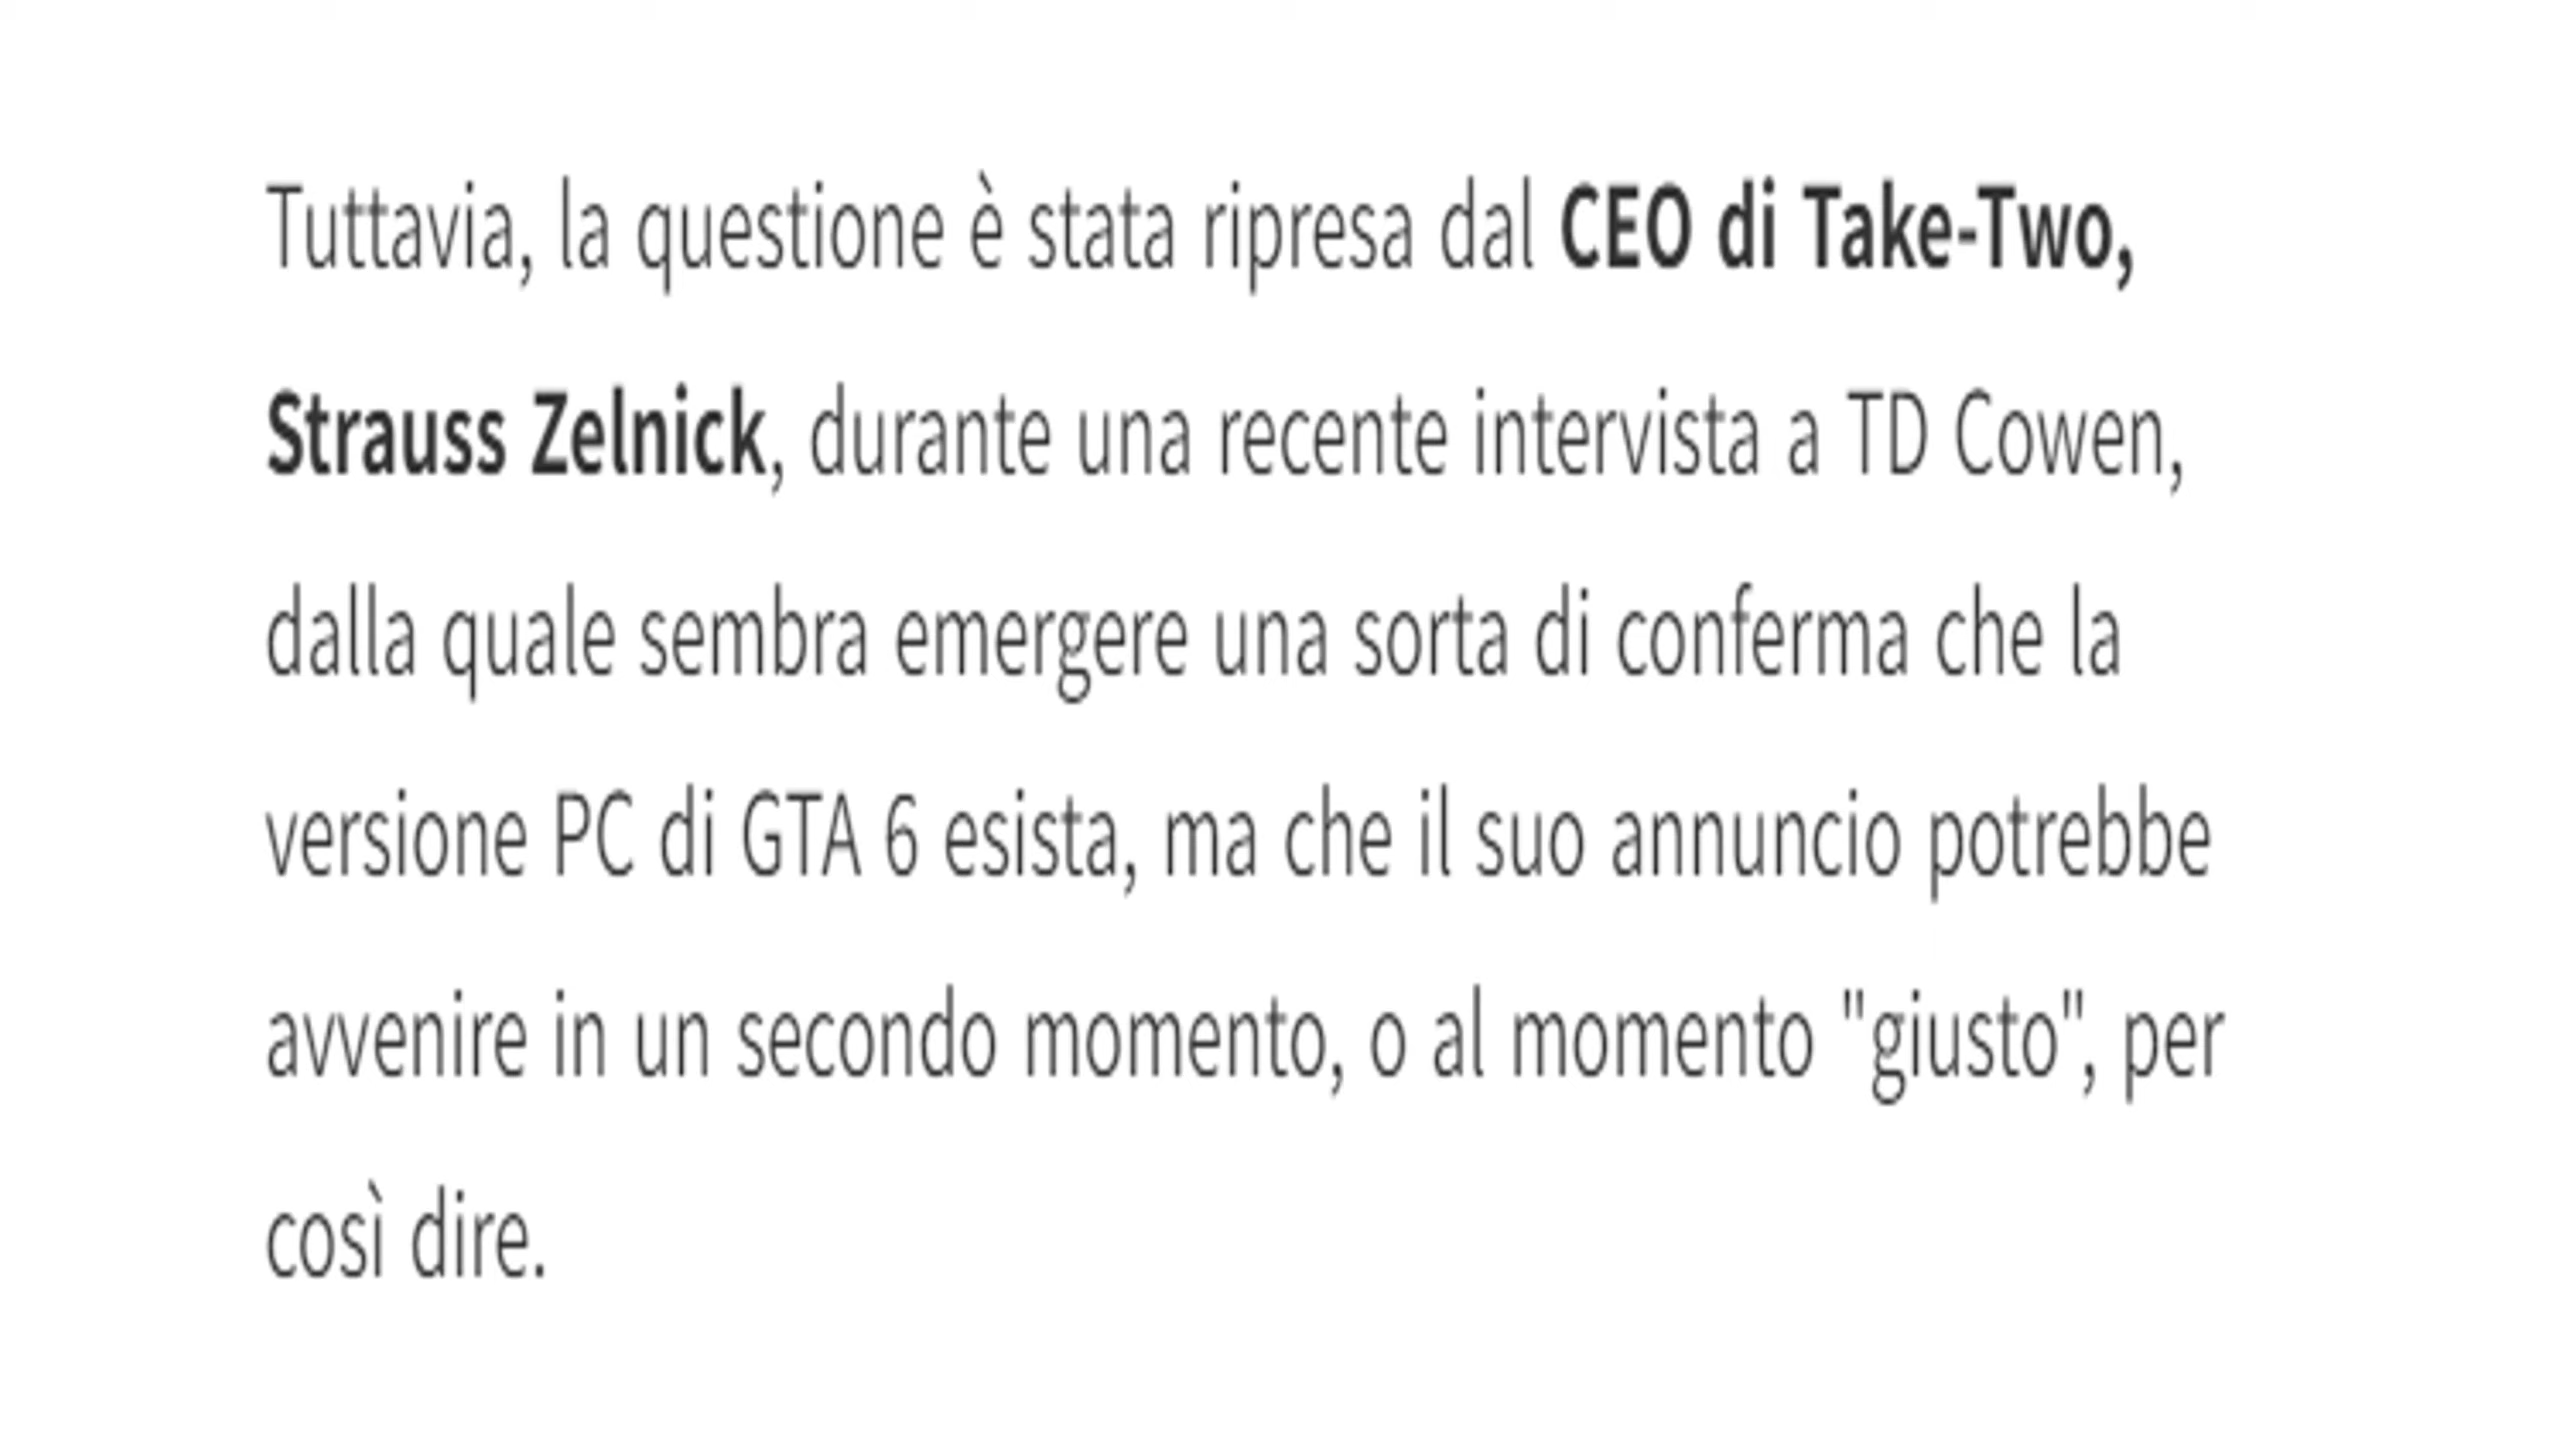 Tuttavia, la questione è stata ripresa dal CEO di Take-Two,
Strauss Zelnick, durante una recente intervista a TD Cowen,
dalla quale sembra emergere una sorta di conferma che la
versione PC di GTA 6 esista, ma che il suo annuncio potrebbe
avvenire in un secondo momento, o al momento "giusto", per
così dire.